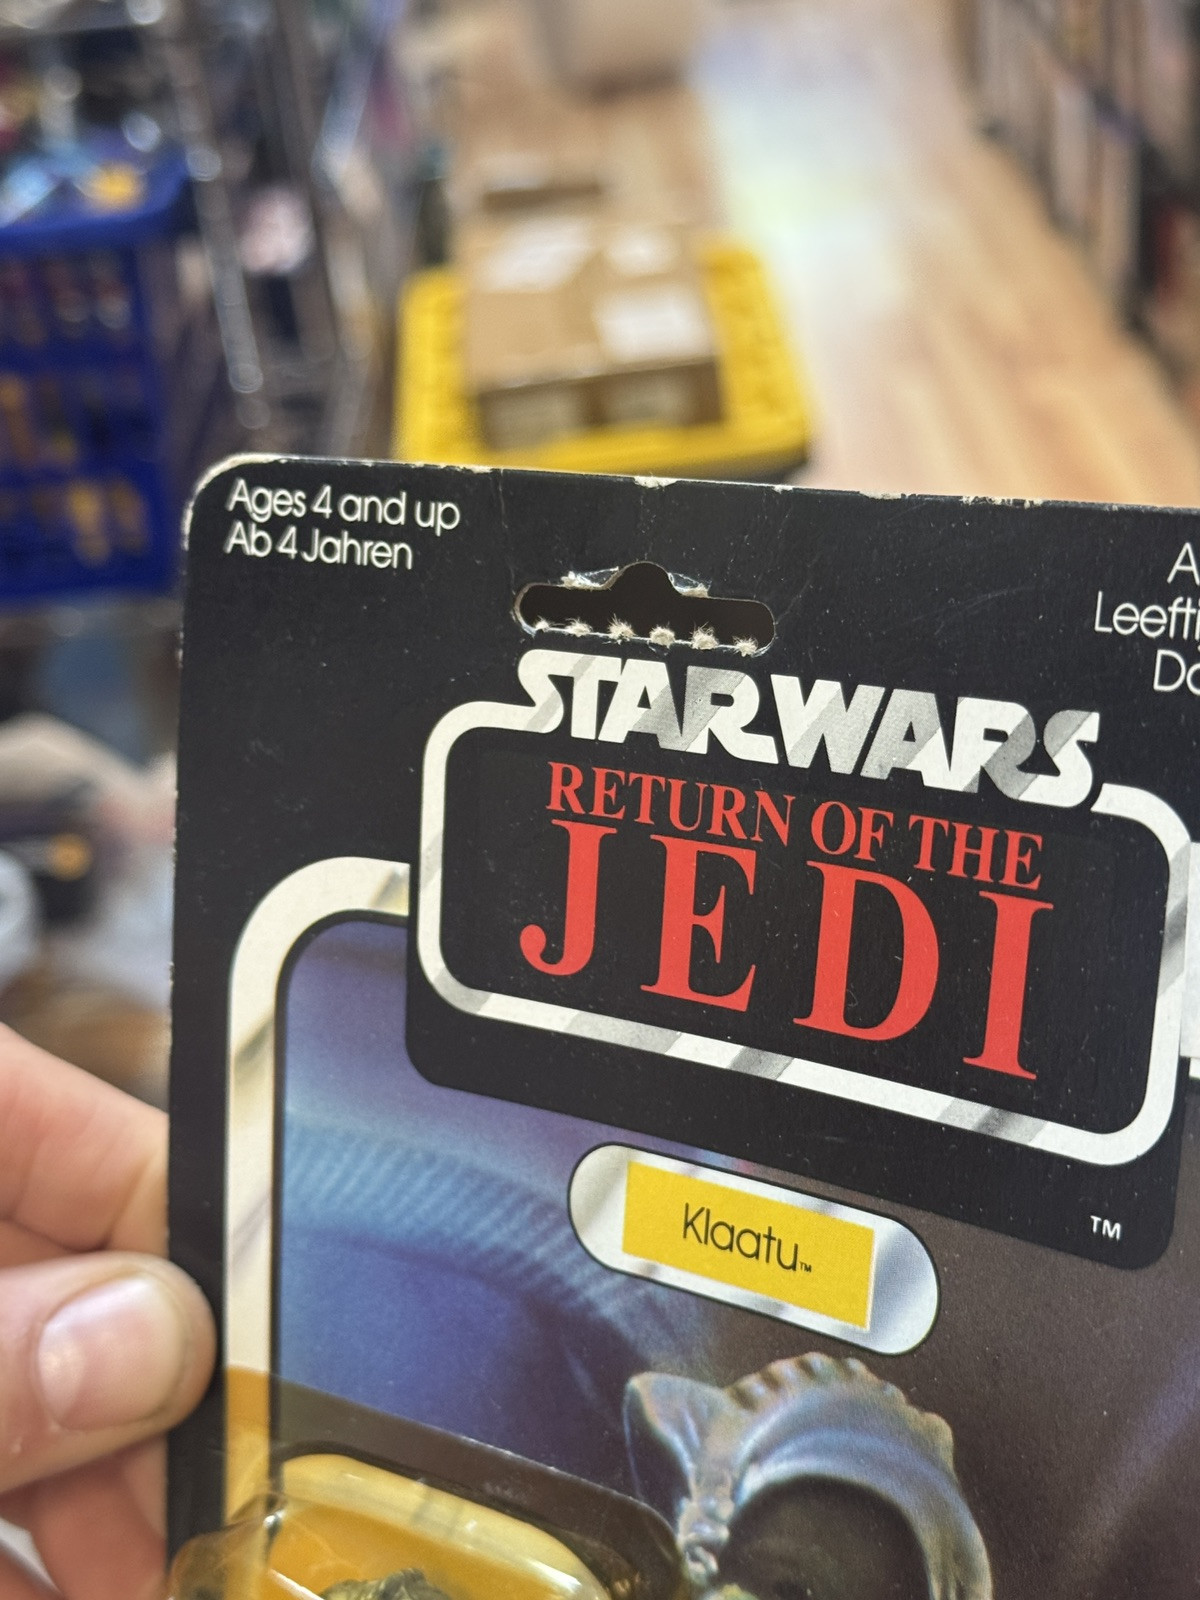 Ages 4 and up
Ab 4 Jahren
STAR WARS
RETURN OF THE
JEDI
TM
Klaatu™